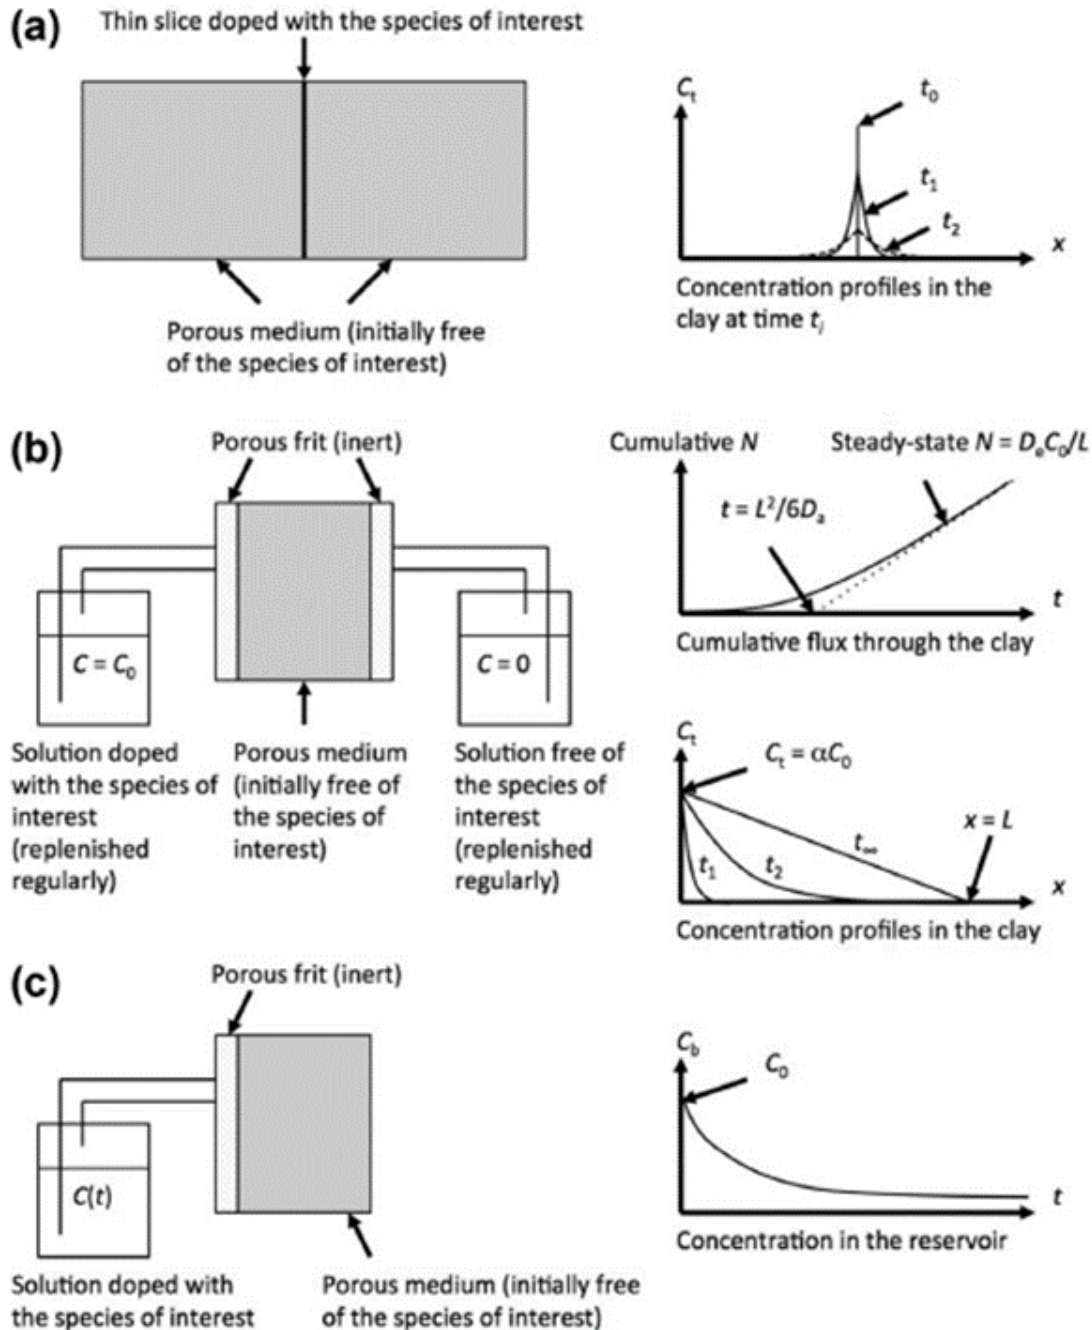 (a)
Thin slice doped with the species of interest
Porous medium (initially free
of the species of interest)
Cₜ
t₀
t₁
t₂
x
Concentration profiles in the
clay at time tᵢ
(b)
Porous frit (inert)
C = C₀
C = 0
Solution doped
with the species of
interest
(replenished
regularly)
Porous medium
(initially free of
the species of
interest)
Solution free of
the species of
interest
(replenished
regularly)
Cumulative N
Steady-state N = DₑC₀/L
t = L²/6Dₐ
t
Cumulative flux through the clay
Cₜ
Cₜ = αC₀
x = L
t₁
t₂
t∞
x
Concentration profiles in the clay
(c)
Porous frit (inert)
C(t)
Solution doped with
the species of interest
Porous medium (initially free
of the species of interest)
C_b
C₀
t
Concentration in the reservoir